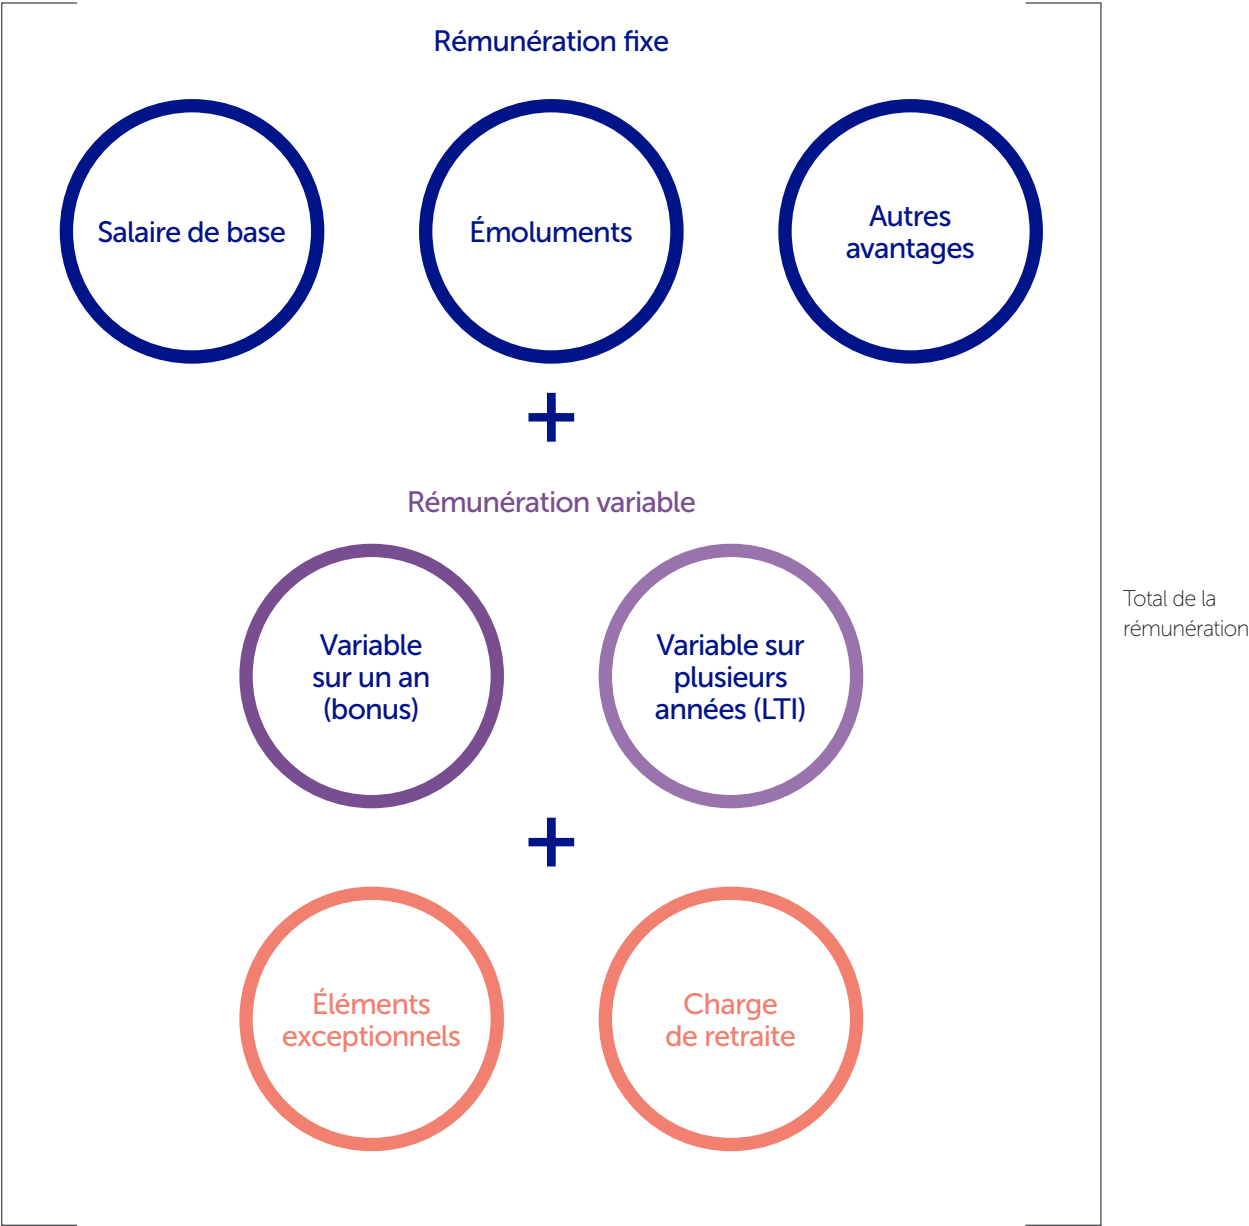 Rémunération fixe
Salaire de base
Émoluments
Autres
avantages
+
Rémunération variable
Variable
sur un an
(bonus)
Variable sur
plusieurs
années (LTI)
Total de la
rémunération
+
Éléments
exceptionnels
Charge
de retraite